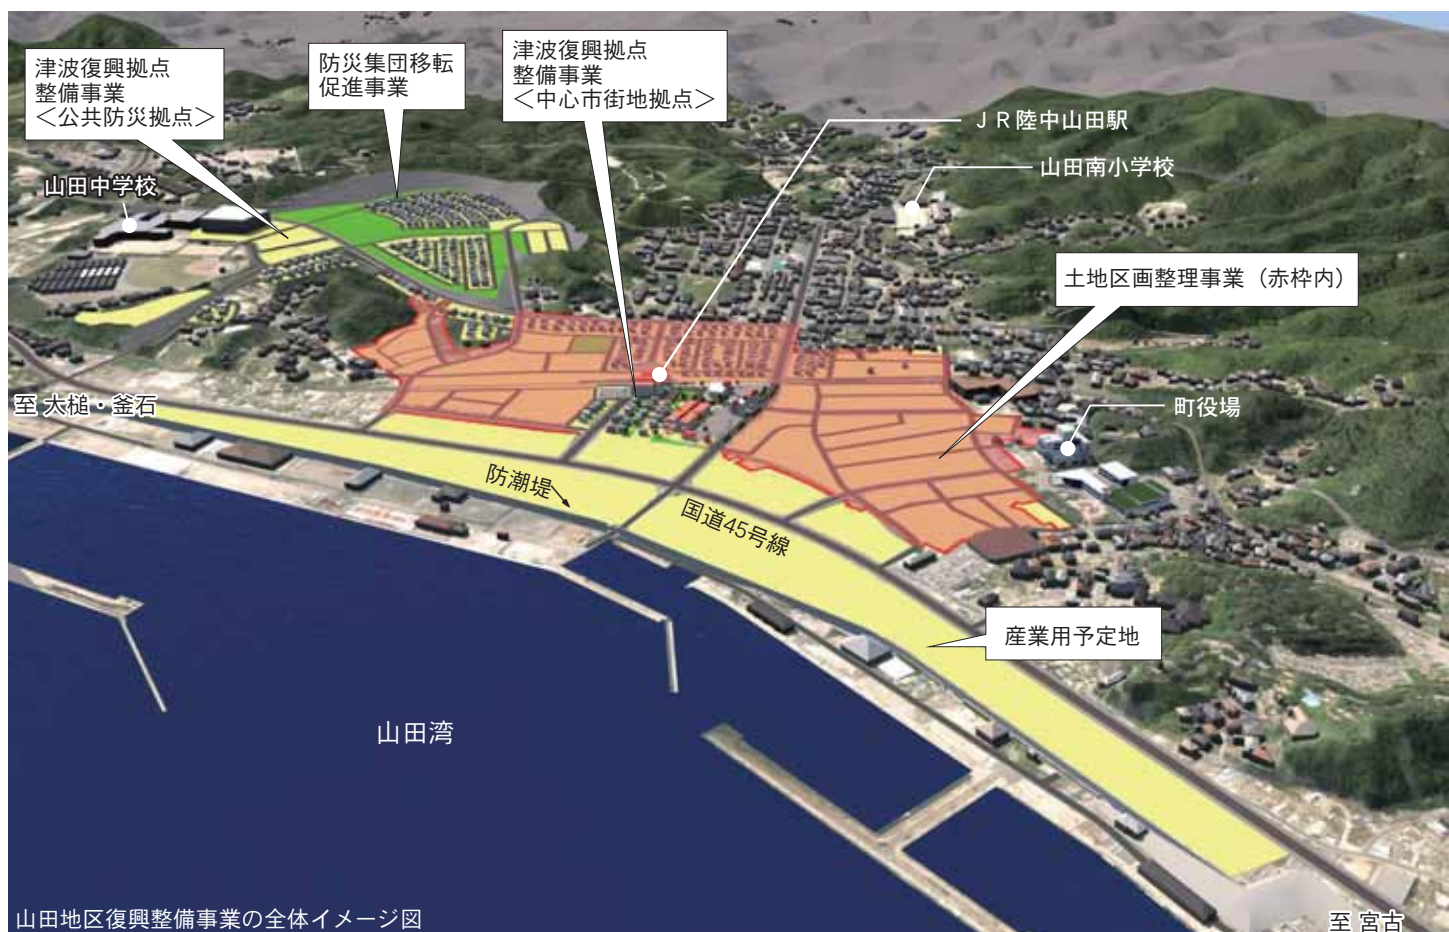 津波復興拠点
整備事業
＜公共防災拠点＞
防災集団移転
促進事業
津波復興拠点
整備事業
＜中心市街地拠点＞
ＪＲ陸中山田駅
山田南小学校
山田中学校
土地区画整理事業（赤枠内）
至 大槌・釜石
町役場
防潮堤
国道45号線
産業用予定地
山田湾
山田地区復興整備事業の全体イメージ図
至 宮古